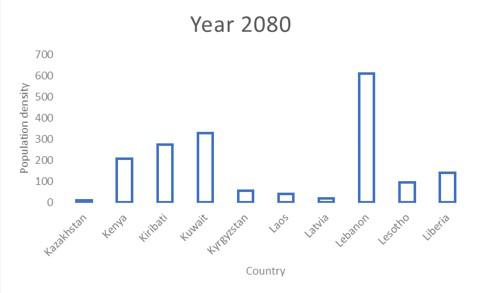 Year 2080
Population density
700
600
500
400
300
200
100
0
Kazakhstan
Kenya
Kiribati
Kuwait
Kyrgyzstan
Laos
Latvia
Lebanon
Lesotho
Liberia
Country